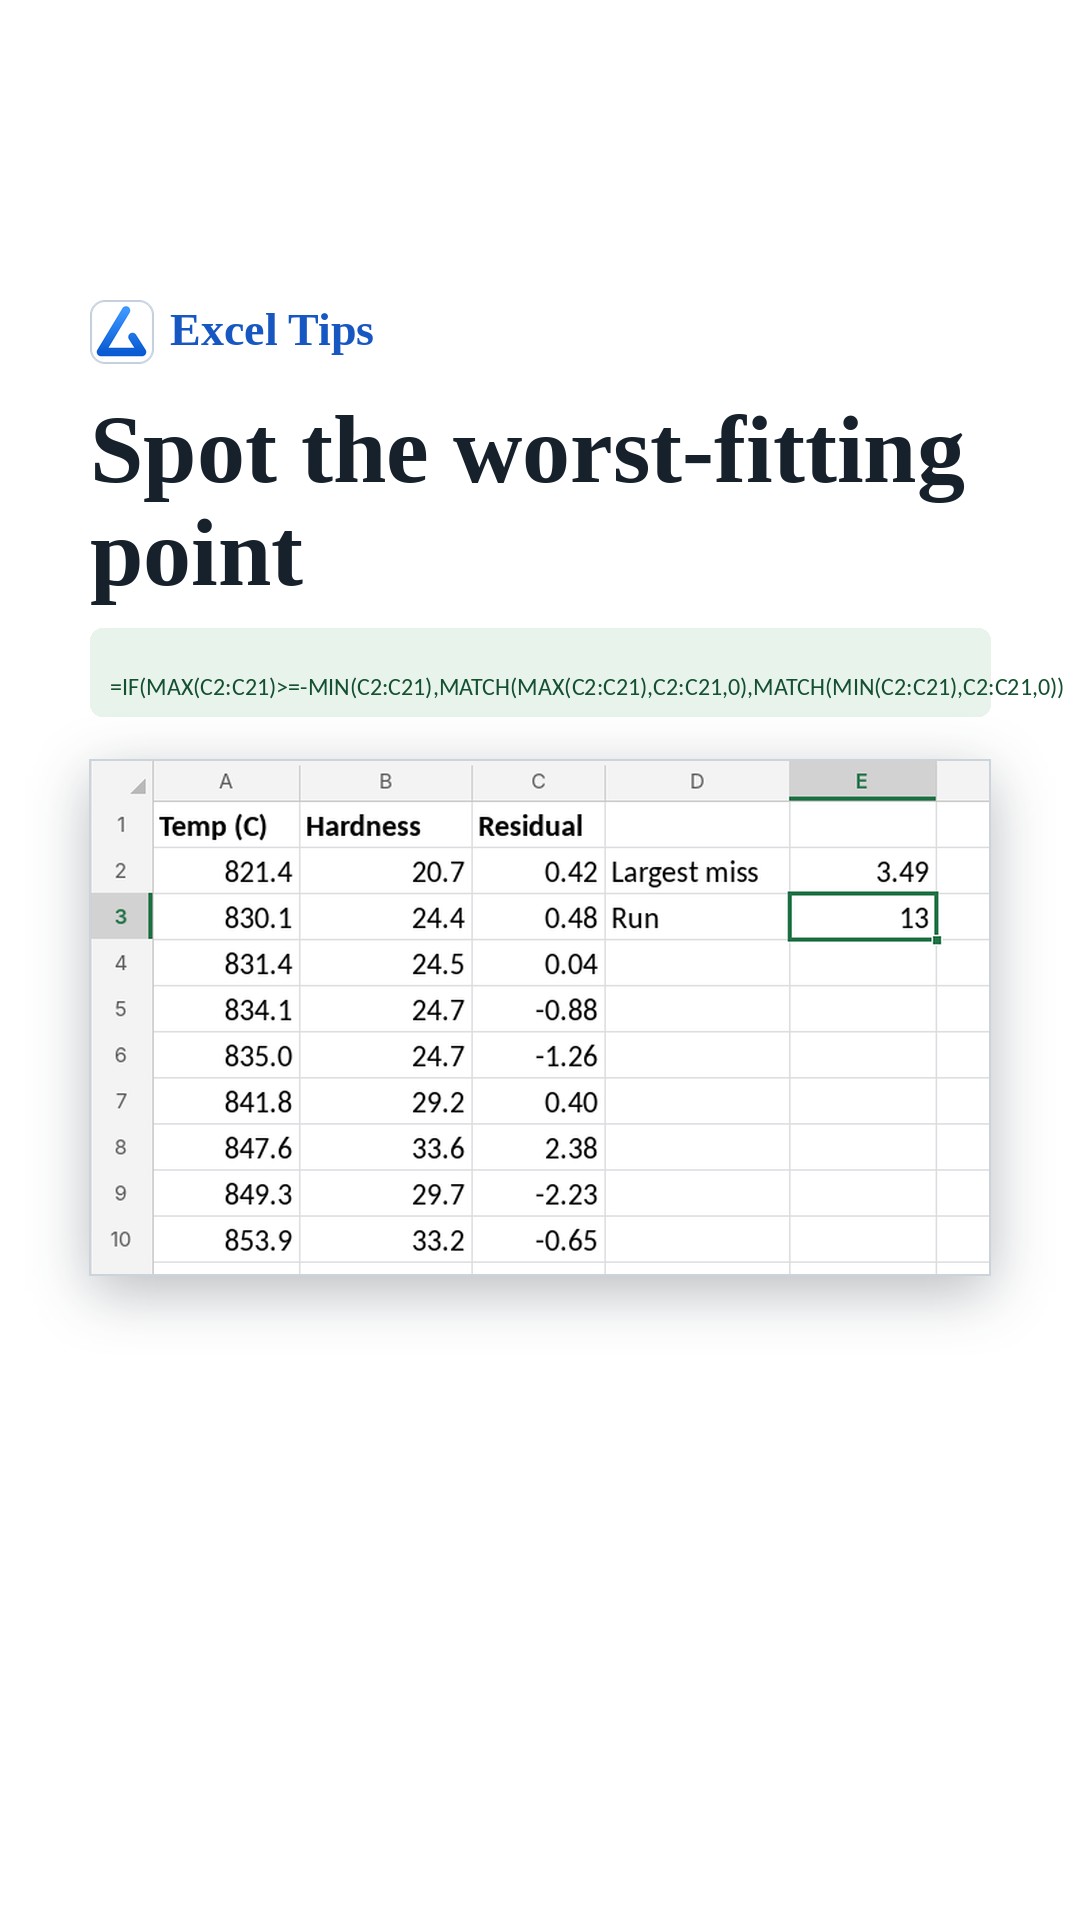 Excel Tips
Spot the worst-fitting
point
=IF(MAX(C2:C21)>=-MIN(C2:C21),MATCH(MAX(C2:C21),C2:C21,0),MATCH(MIN(C2:C21),C2:C21,0))
A B C D E
1 Temp (C) Hardness Residual
2 821.4 20.7 0.42 Largest miss 3.49
3 830.1 24.4 0.48 Run 13
4 831.4 24.5 0.04
5 834.1 24.7 -0.88
6 835.0 24.7 -1.26
7 841.8 29.2 0.40
8 847.6 33.6 2.38
9 849.3 29.7 -2.23
10 853.9 33.2 -0.65